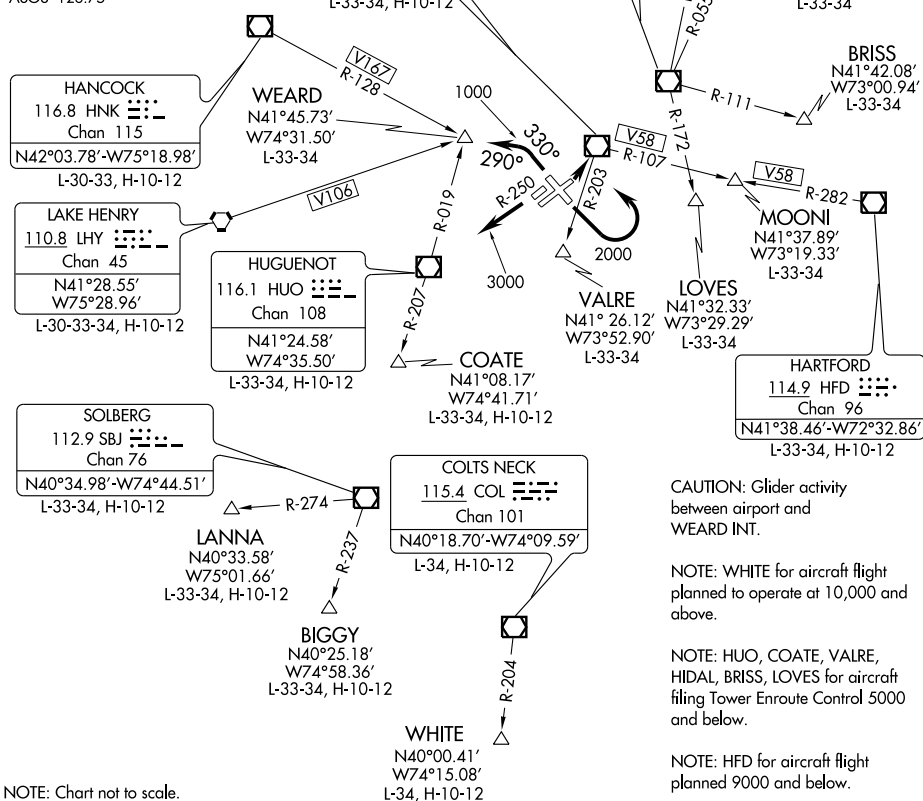 L-33-34, H-10-12
L-33-34
HANCOCK
116.8 HNK
Chan 115
N42°03.78'-W75°18.98'
L-30-33, H-10-12
V167
R-128
WEARD
N41°45.73'
W74°31.50'
L-33-34
1000
330°
290°
R-250
3000
2000
R-203
V58
R-107
R-172
R-111
BRISS
N41°42.08'
W73°00.94'
L-33-34
V58
R-282
MOONI
N41°37.89'
W73°19.33'
L-33-34
LAKE HENRY
110.8 LHY
Chan 45
N41°28.55'
W75°28.96'
L-30-33-34, H-10-12
V106
R-019
HUGUENOT
116.1 HUO
Chan 108
N41°24.58'
W74°35.50'
L-33-34, H-10-12
R-207
COATE
N41°08.17'
W74°41.71'
L-33-34, H-10-12
VALRE
N41° 26.12'
W73°52.90'
L-33-34
LOVES
N41°32.33'
W73°29.29'
L-33-34
HARTFORD
114.9 HFD
Chan 96
N41°38.46'-W72°32.86'
L-33-34, H-10-12
SOLBERG
112.9 SBJ
Chan 76
N40°34.98'-W74°44.51'
L-33-34, H-10-12
R-274
LANNA
N40°33.58'
W75°01.66'
L-33-34, H-10-12
R-237
BIGGY
N40°25.18'
W74°58.36'
L-33-34, H-10-12
COLTS NECK
115.4 COL
Chan 101
N40°18.70'-W74°09.59'
L-34, H-10-12
R-204
WHITE
N40°00.41'
W74°15.08'
L-34, H-10-12
CAUTION: Glider activity
between airport and
WEARD INT.
NOTE: WHITE for aircraft flight
planned to operate at 10,000 and
above.
NOTE: HUO, COATE, VALRE,
HIDAL, BRISS, LOVES for aircraft
filing Tower Enroute Control 5000
and below.
NOTE: HFD for aircraft flight
planned 9000 and below.
NOTE: Chart not to scale.